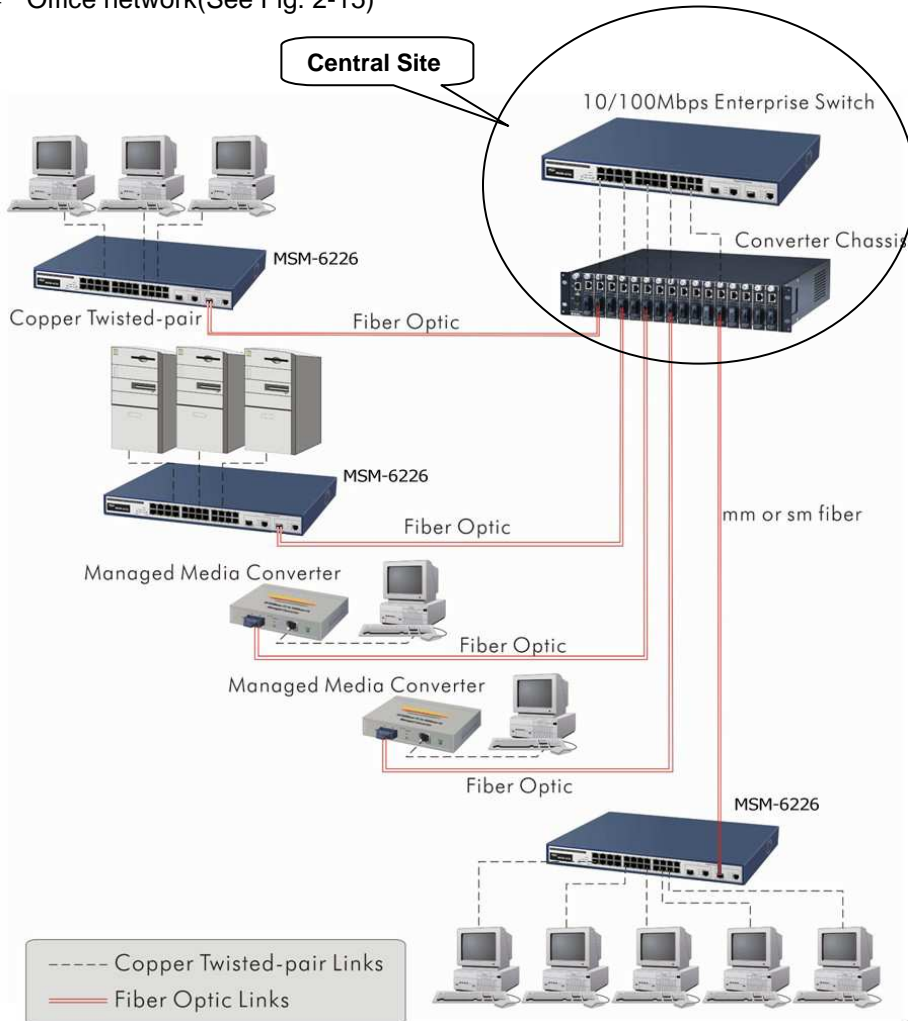 Office network(See Fig. 2-15)
Central Site
10/100Mbps Enterprise Switch
Converter Chassis
MSM-6226
Copper Twisted-pair
Fiber Optic
MSM-6226
Fiber Optic
mm or sm fiber
Managed Media Converter
Fiber Optic
Managed Media Converter
Fiber Optic
MSM-6226
Copper Twisted-pair Links
Fiber Optic Links